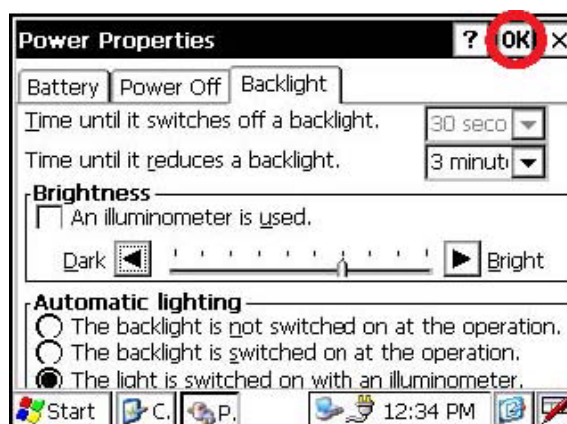 Power Properties ? OK ×
Battery Power Off Backlight
Time until it switches off a backlight. 30 seco
Time until it reduces a backlight. 3 minut
Brightness
An illuminometer is used.
Dark Bright
Automatic lighting
The backlight is not switched on at the operation.
The backlight is switched on at the operation.
The light is switched on with an illuminometer.
Start C. P. 12:34 PM